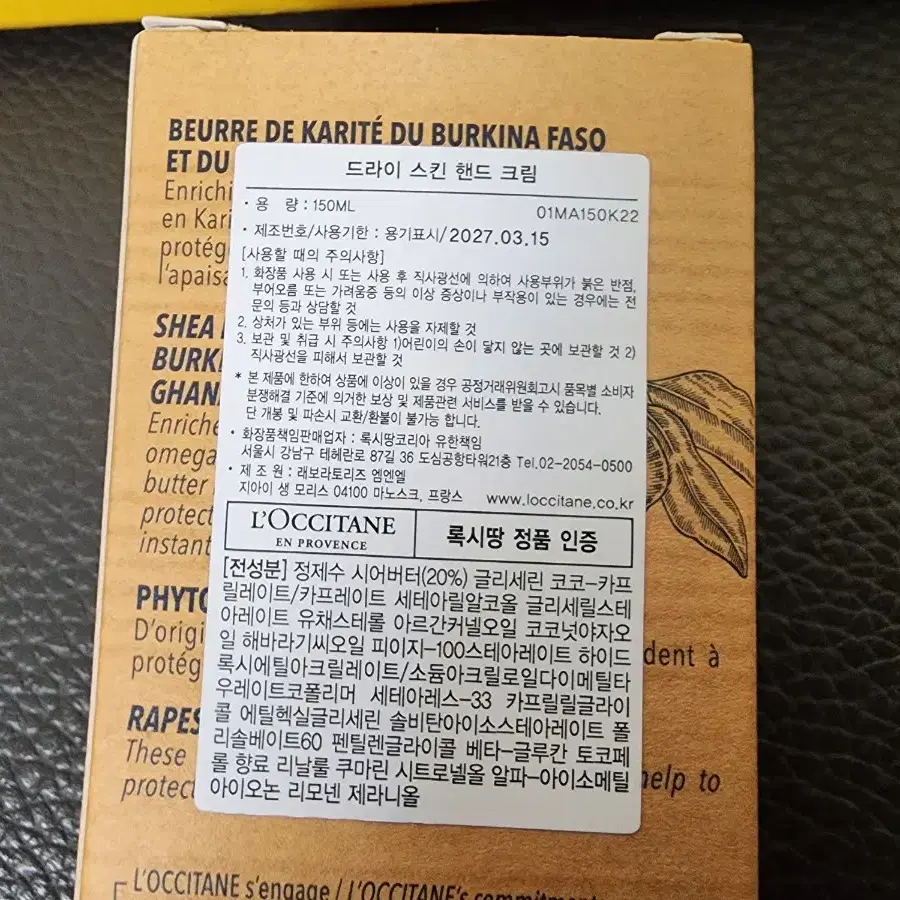 BEURRE DE KARITÉ DU BURKINA FASO
ET DU
Enrichi
en Kari
protég
l'apais
드라이 스킨 핸드 크림
· 용 량 : 150ML 01MA150K22
· 제조번호/사용기한 : 용기표시/2027.03.15
[사용할 때의 주의사항]
1. 화장품 사용 시 또는 사용 후 직사광선에 의하여 사용부위가 붉은 반점,
부어오름 또는 가려움증 등의 이상 증상이나 부작용이 있는 경우에는 전
문의 등과 상담할 것
2. 상처가 있는 부위 등에는 사용을 자제할 것
3. 보관 및 취급 시 주의사항 1)어린이의 손이 닿지 않는 곳에 보관할 것 2)
직사광선을 피해서 보관할 것
* 본 제품에 한하여 상품에 이상이 있을 경우 공정거래위원회고시 품목별 소비자
분쟁해결 기준에 의거한 보상 및 제품관련 서비스를 받을 수 있습니다.
단 개봉 및 파손시 교환/환불이 불가능 합니다.
· 화장품책임판매업자 : 록시땅코리아 유한책임
서울시 강남구 테헤란로 87길 36 도심공항타워21층 Tel.02-2054-0500
· 제 조 원 : 래보라토리즈 엠엔엘
지아이 생 모리스 04100 마노스크, 프랑스 www.loccitane.co.kr
L'OCCITANE
EN PROVENCE
록시땅 정품 인증
[전성분] 정제수 시어버터(20%) 글리세린 코코-카프
릴레이트/카프레이트 세테아릴알코올 글리세릴스테
아레이트 유채스테롤 아르간커넬오일 코코넛야자오
일 해바라기씨오일 피이지-100스테아레이트 하이드
록시에틸아크릴레이트/소듐아크릴로일다이메틸타
우레이트코폴리머 세테아레스-33 카프릴릴글라이
콜 에틸헥실글리세린 솔비탄아이소스테아레이트 폴
리솔베이트60 펜틸렌글라이콜 베타-글루칸 토코페
롤 향료 리날룰 쿠마린 시트로넬올 알파-아이소메틸
아이오논 리모넨 제라니올
SHEA
BURKI
GHAN
Enriche
omega
butter
protect
instant
PHYTO
D'origi dent à
protég
RAPES
These help to
protec
L'OCCITANE s'engage / L'OCCITANE's commitment